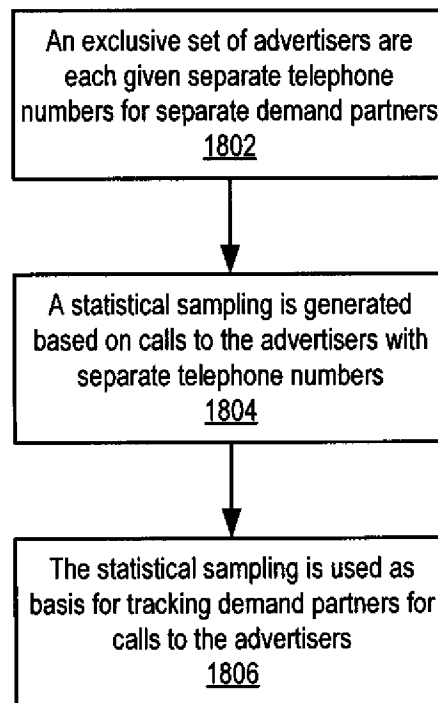 An exclusive set of advertisers are
each given separate telephone
numbers for separate demand partners
1802
A statistical sampling is generated
based on calls to the advertisers with
separate telephone numbers
1804
The statistical sampling is used as
basis for tracking demand partners for
calls to the advertisers
1806